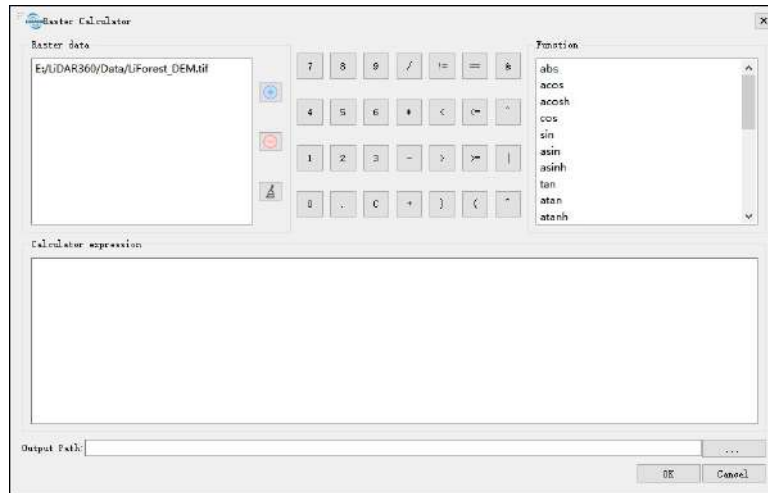 Raster Calculator
Raster data
E:/LiDAR360/Data/LiForest_DEM.tif
7 8 9 / != == &
4 5 6 * < <= ^
1 2 3 - > >= |
0 . C + ) (
Function
abs
acos
acosh
cos
sin
asin
asinh
tan
atan
atanh
Calculator expression
Output Path:
...
OK Cancel